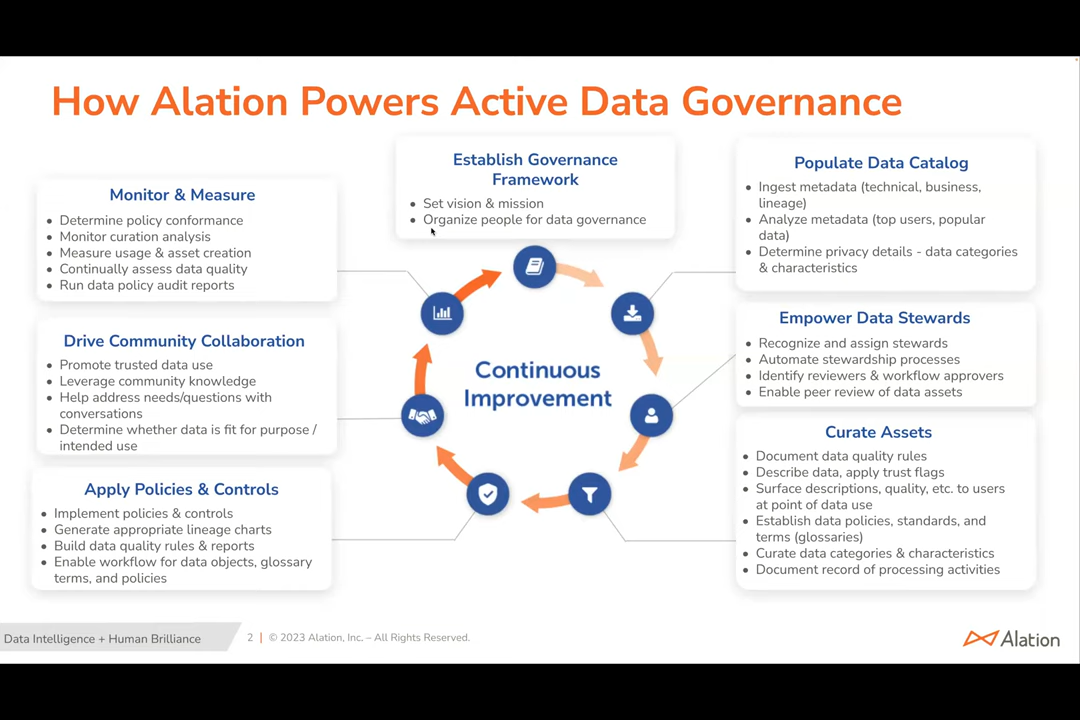 How Alation Powers Active Data Governance
Establish Governance
Framework
• Set vision & mission
• Organize people for data governance
Populate Data Catalog
• Ingest metadata (technical, business,
lineage)
• Analyze metadata (top users, popular
data)
• Determine privacy details - data categories
& characteristics
Empower Data Stewards
• Recognize and assign stewards
• Automate stewardship processes
• Identify reviewers & workflow approvers
• Enable peer review of data assets
Curate Assets
• Document data quality rules
• Describe data, apply trust flags
• Surface descriptions, quality, etc. to users
at point of data use
• Establish data policies, standards, and
terms (glossaries)
• Curate data categories & characteristics
• Document record of processing activities
Apply Policies & Controls
• Implement policies & controls
• Generate appropriate lineage charts
• Build data quality rules & reports
• Enable workflow for data objects, glossary
terms, and policies
Drive Community Collaboration
• Promote trusted data use
• Leverage community knowledge
• Help address needs/questions with
conversations
• Determine whether data is fit for purpose /
intended use
Monitor & Measure
• Determine policy conformance
• Monitor curation analysis
• Measure usage & asset creation
• Continually assess data quality
• Run data policy audit reports
Continuous
Improvement
Data Intelligence + Human Brilliance
2 | © 2023 Alation, Inc. – All Rights Reserved.
Alation